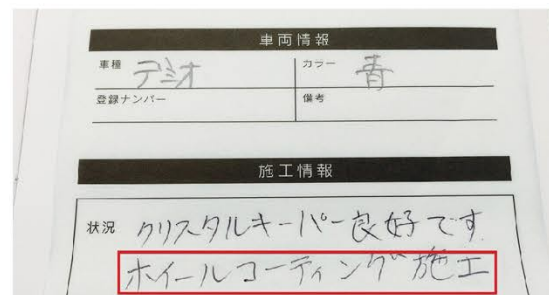 車両情報
車種 デミオ カラー 青
登録ナンバー 備考
施工情報
状況 クリスタルキーパー良好です
ホイールコーティング施工